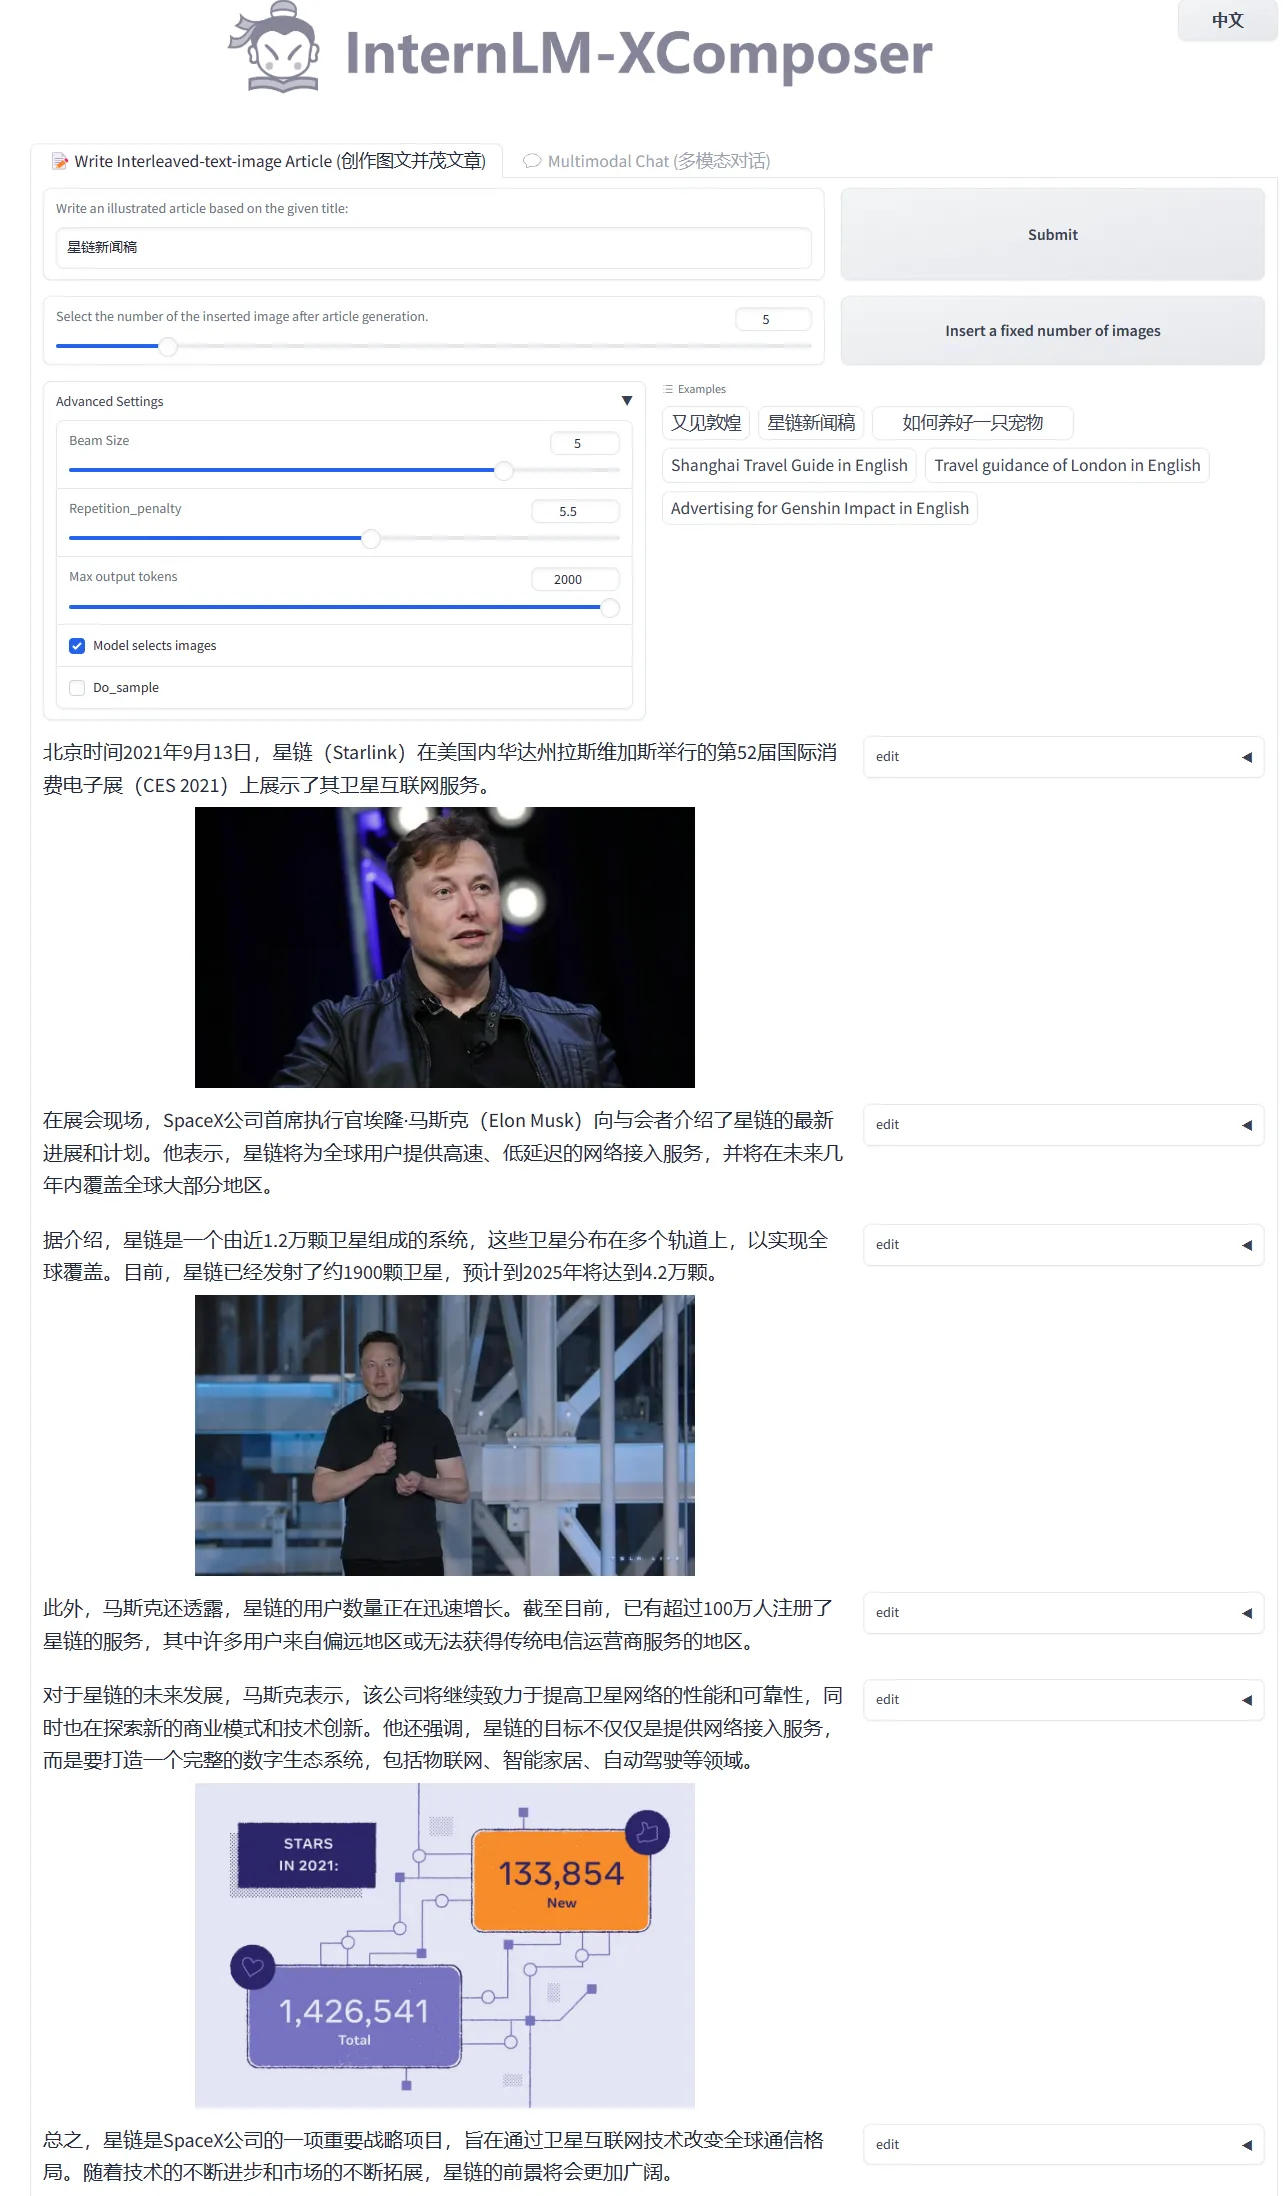 InternLM-XComposer
中文
Write Interleaved-text-image Article (创作图文并茂文章)
Multimodal Chat (多模态对话)
Write an illustrated article based on the given title:
星链新闻稿
Submit
Select the number of the inserted image after article generation.
5
Insert a fixed number of images
Advanced Settings
Beam Size
5
Repetition_penalty
5.5
Max output tokens
2000
Model selects images
Do_sample
Examples
又见敦煌
星链新闻稿
如何养好一只宠物
Shanghai Travel Guide in English
Travel guidance of London in English
Advertising for Genshin Impact in English
北京时间2021年9月13日，星链（Starlink）在美国内华达州拉斯维加斯举行的第52届国际消
费电子展（CES 2021）上展示了其卫星互联网服务。
edit
在展会现场，SpaceX公司首席执行官埃隆·马斯克（Elon Musk）向与会者介绍了星链的最新
进展和计划。他表示，星链将为全球用户提供高速、低延迟的网络接入服务，并将在未来几
年内覆盖全球大部分地区。
edit
据介绍，星链是一个由近1.2万颗卫星组成的系统，这些卫星分布在多个轨道上，以实现全
球覆盖。目前，星链已经发射了约1900颗卫星，预计到2025年将达到4.2万颗。
edit
TESLA LIVE
此外，马斯克还透露，星链的用户数量正在迅速增长。截至目前，已有超过100万人注册了
星链的服务，其中许多用户来自偏远地区或无法获得传统电信运营商服务的地区。
edit
对于星链的未来发展，马斯克表示，该公司将继续致力于提高卫星网络的性能和可靠性，同
时也在探索新的商业模式和技术创新。他还强调，星链的目标不仅仅是提供网络接入服务，
而是要打造一个完整的数字生态系统，包括物联网、智能家居、自动驾驶等领域。
edit
STARS
IN 2021:
133,854
New
1,426,541
Total
总之，星链是SpaceX公司的一项重要战略项目，旨在通过卫星互联网技术改变全球通信格
局。随着技术的不断进步和市场的不断拓展，星链的前景将会更加广阔。
edit